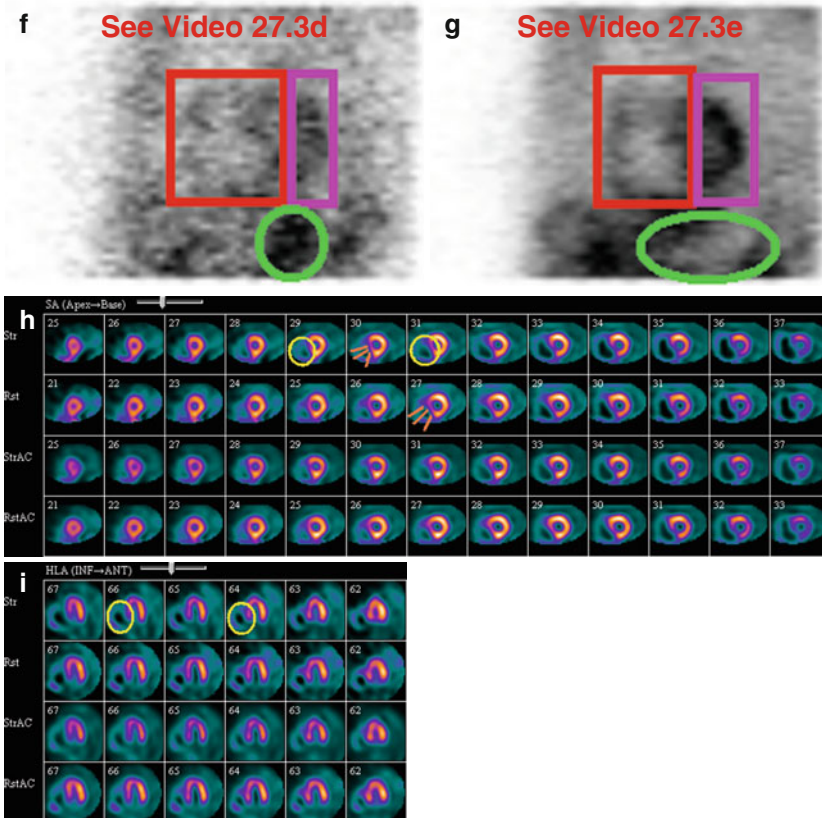 f See Video 27.3d
g See Video 27.3e
h SA (Apex→Base)
Str 25 26 27 28 29 30 31 32 33 34 35 36 37
Rst 21 22 23 24 25 26 27 28 29 30 31 32 33
StrAC 25 26 27 28 29 30 31 32 33 34 35 36 37
RstAC 21 22 23 24 25 26 27 28 29 30 31 32 33
i HLA (INF→ANT)
Str 67 66 65 64 63 62
Rst 67 66 65 64 63 62
StrAC 67 66 65 64 63 62
RstAC 67 66 65 64 63 62